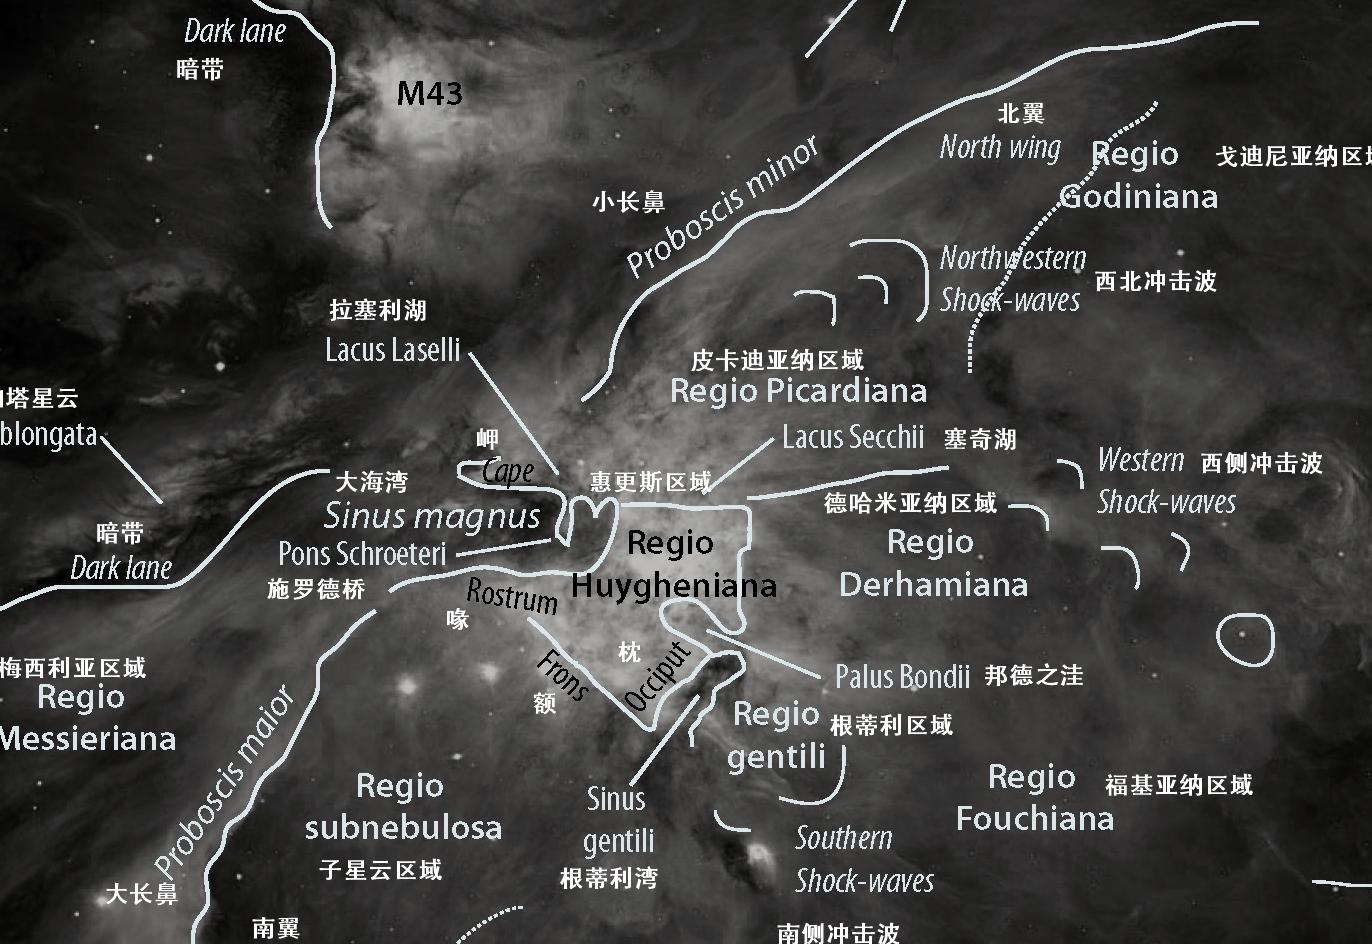 Dark lane
暗带
M43
北翼
North wing
Regio
Godiniana
戈迪尼亚纳区域
小长鼻
Proboscis minor
Northwestern
Shock-waves
西北冲击波
拉塞利湖
Lacus Laselli
皮卡迪亚纳区域
Regio Picardiana
塔星云
blongata
岬
Cape
Lacus Secchii
塞奇湖
Western
Shock-waves
西侧冲击波
大海湾
Sinus magnus
惠更斯区域
Regio
Huygheniana
德哈米亚纳区域
Regio
Derhamiana
暗带
Dark lane
Pons Schroeteri
施罗德桥
Rostrum
喙
枕
Occiput
Frons
额
Palus Bondii
邦德之洼
梅西利亚区域
Regio
Messieriana
Proboscis maior
大长鼻
Regio
gentili
根蒂利区域
Regio
subnebulosa
子星云区域
Sinus
gentili
根蒂利湾
Regio
Fouchiana
福基亚纳区域
Southern
Shock-waves
南侧冲击波
南翼